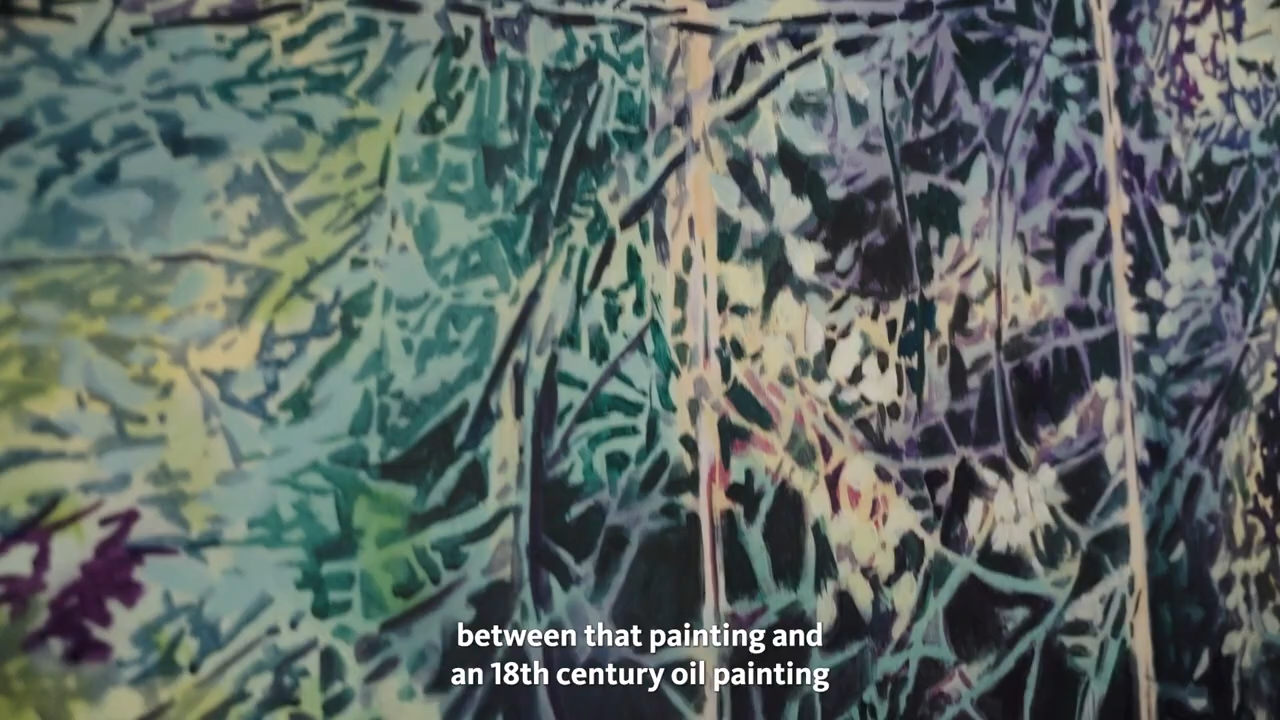 between that painting and
an 18th century oil painting